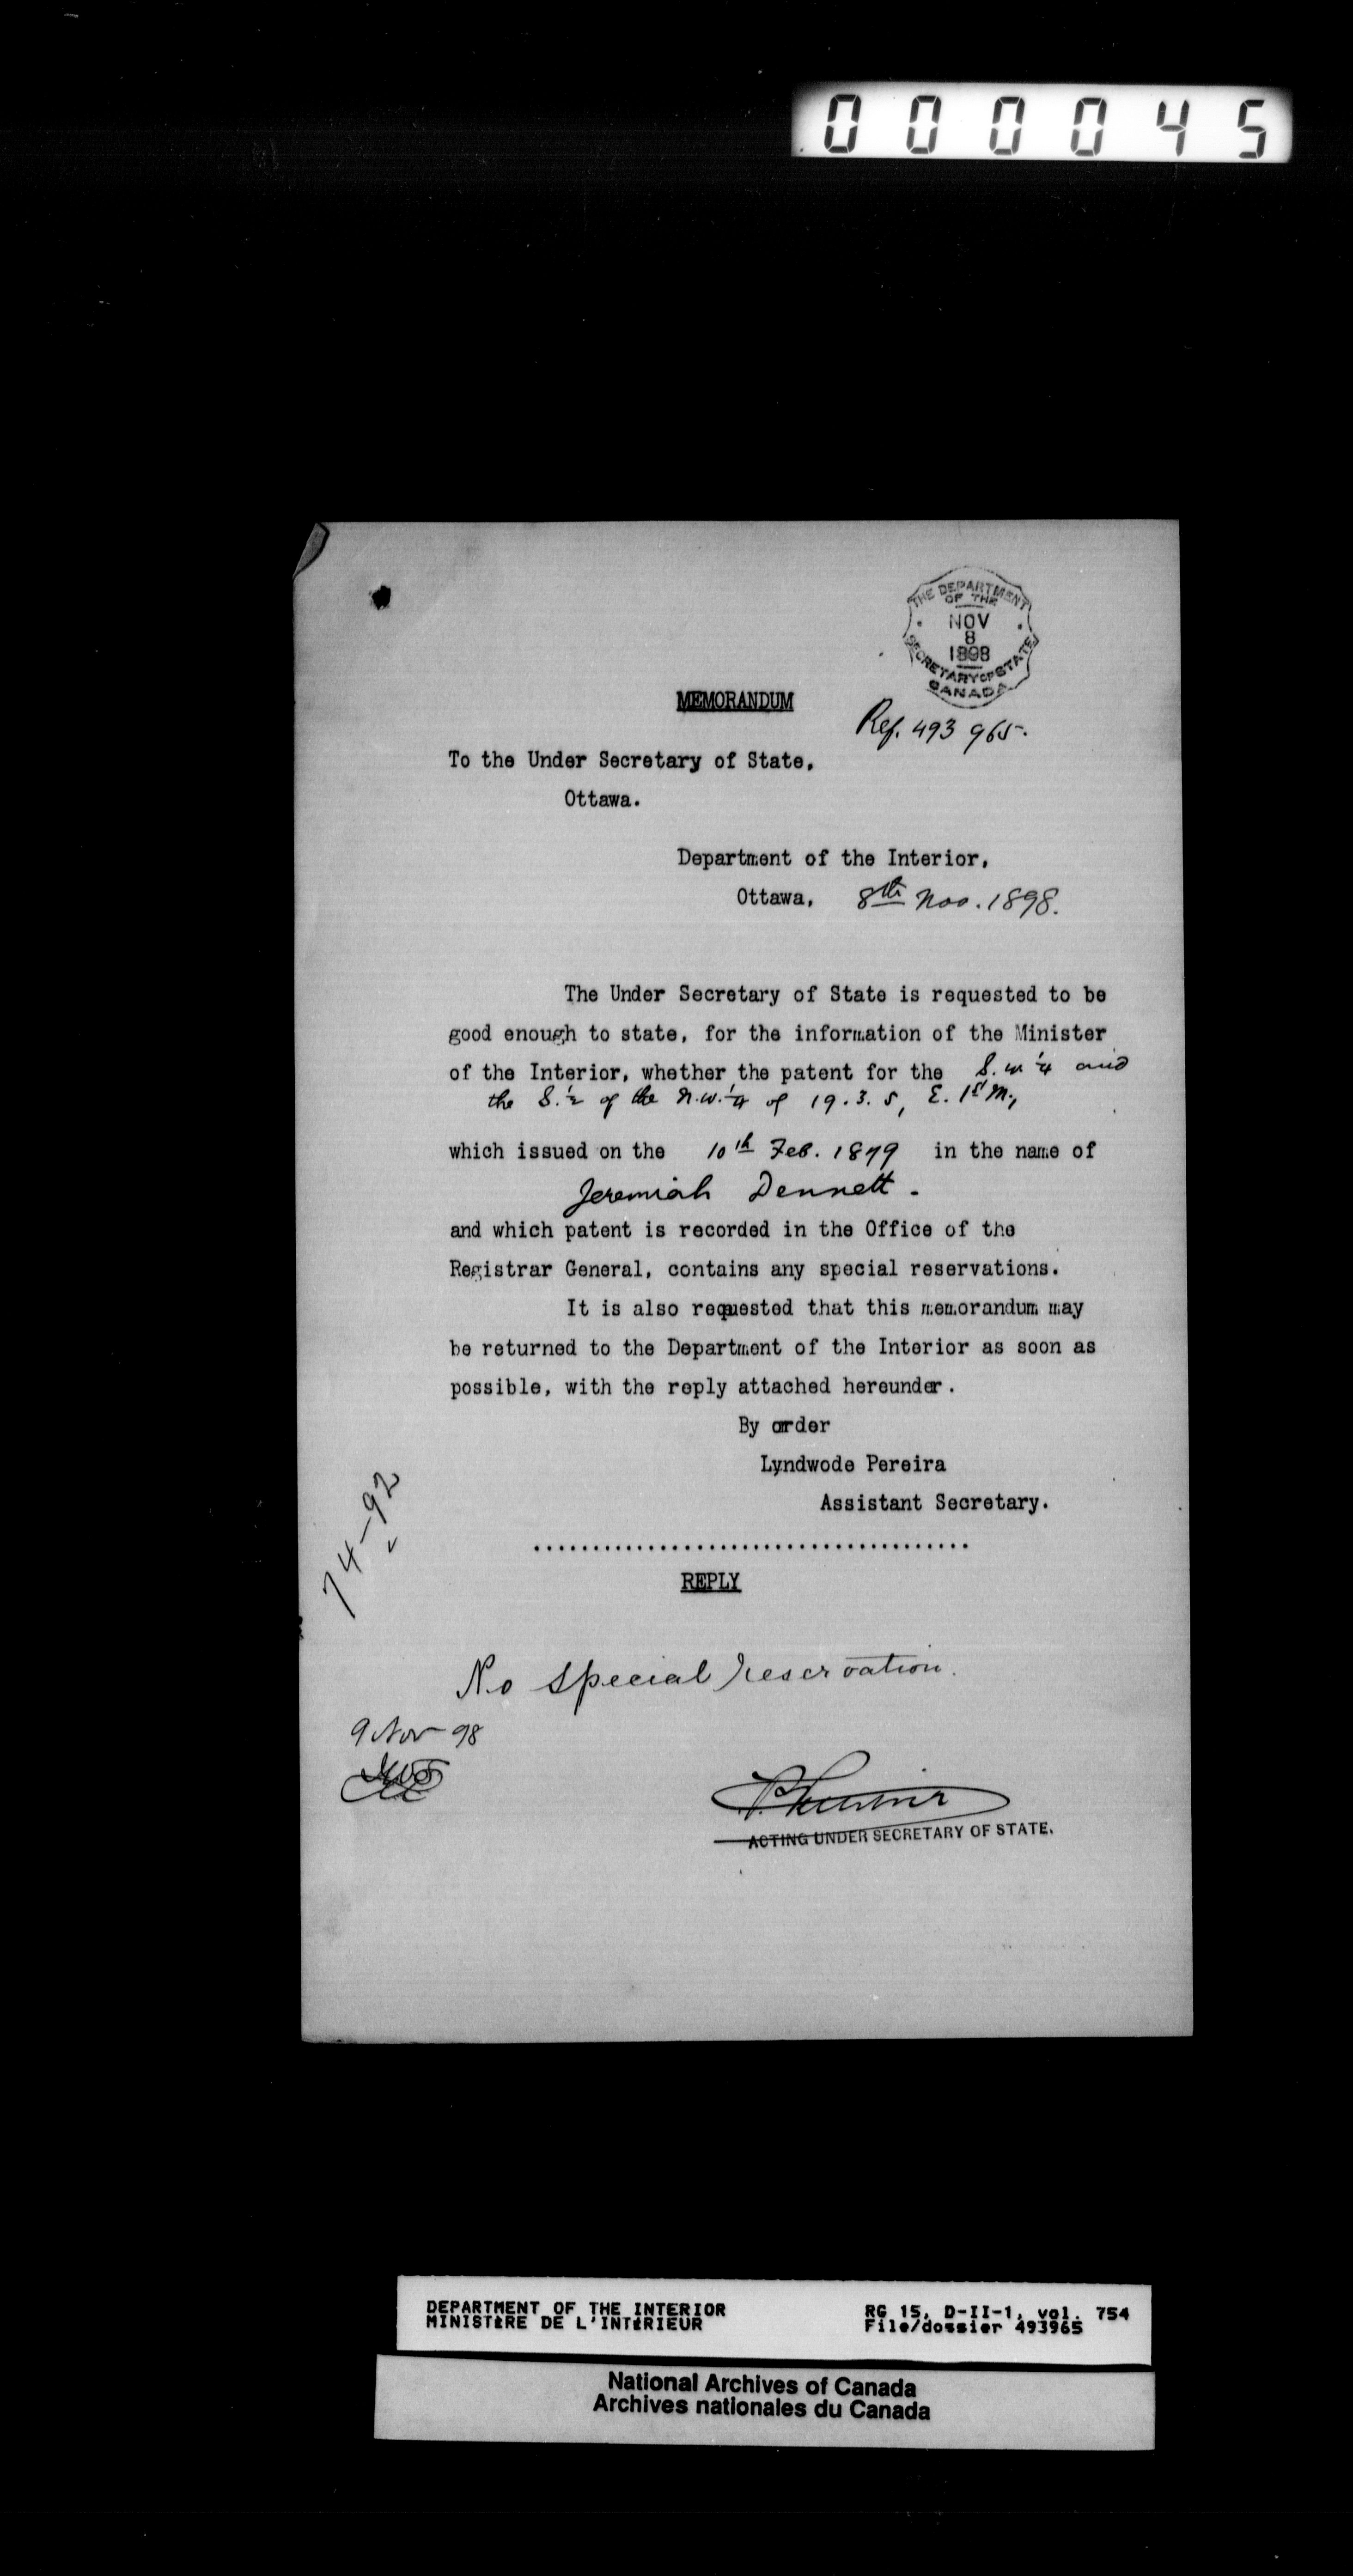 000045
THE DEPARTMENT
OF THE
NOV
8
1898
SECRETARY OF STATE
CANADA
MEMORANDUM
Ref. 493965.
To the Under Secretary of State,
Ottawa.
Department of the Interior,
Ottawa, 8th Nov. 1898.
The Under Secretary of State is requested to be
good enough to state, for the information of the Minister
of the Interior, whether the patent for the S.W.¼ and
the S.½ of the N.W.¼ of 19.3.5, E. 1st M.,
which issued on the 10th Feb. 1879 in the name of
Jeremiah Dennett.
and which patent is recorded in the Office of the
Registrar General, contains any special reservations.
It is also requested that this memorandum may
be returned to the Department of the Interior as soon as
possible, with the reply attached hereunder.
By order
Lyndwode Pereira
Assistant Secretary.
74-92
REPLY
No special reservation.
9 Nov 98
ACTING UNDER SECRETARY OF STATE.
DEPARTMENT OF THE INTERIOR RG 15, D-II-1, vol. 754
MINISTÈRE DE L'INTÉRIEUR File/dossier 493965
National Archives of Canada
Archives nationales du Canada